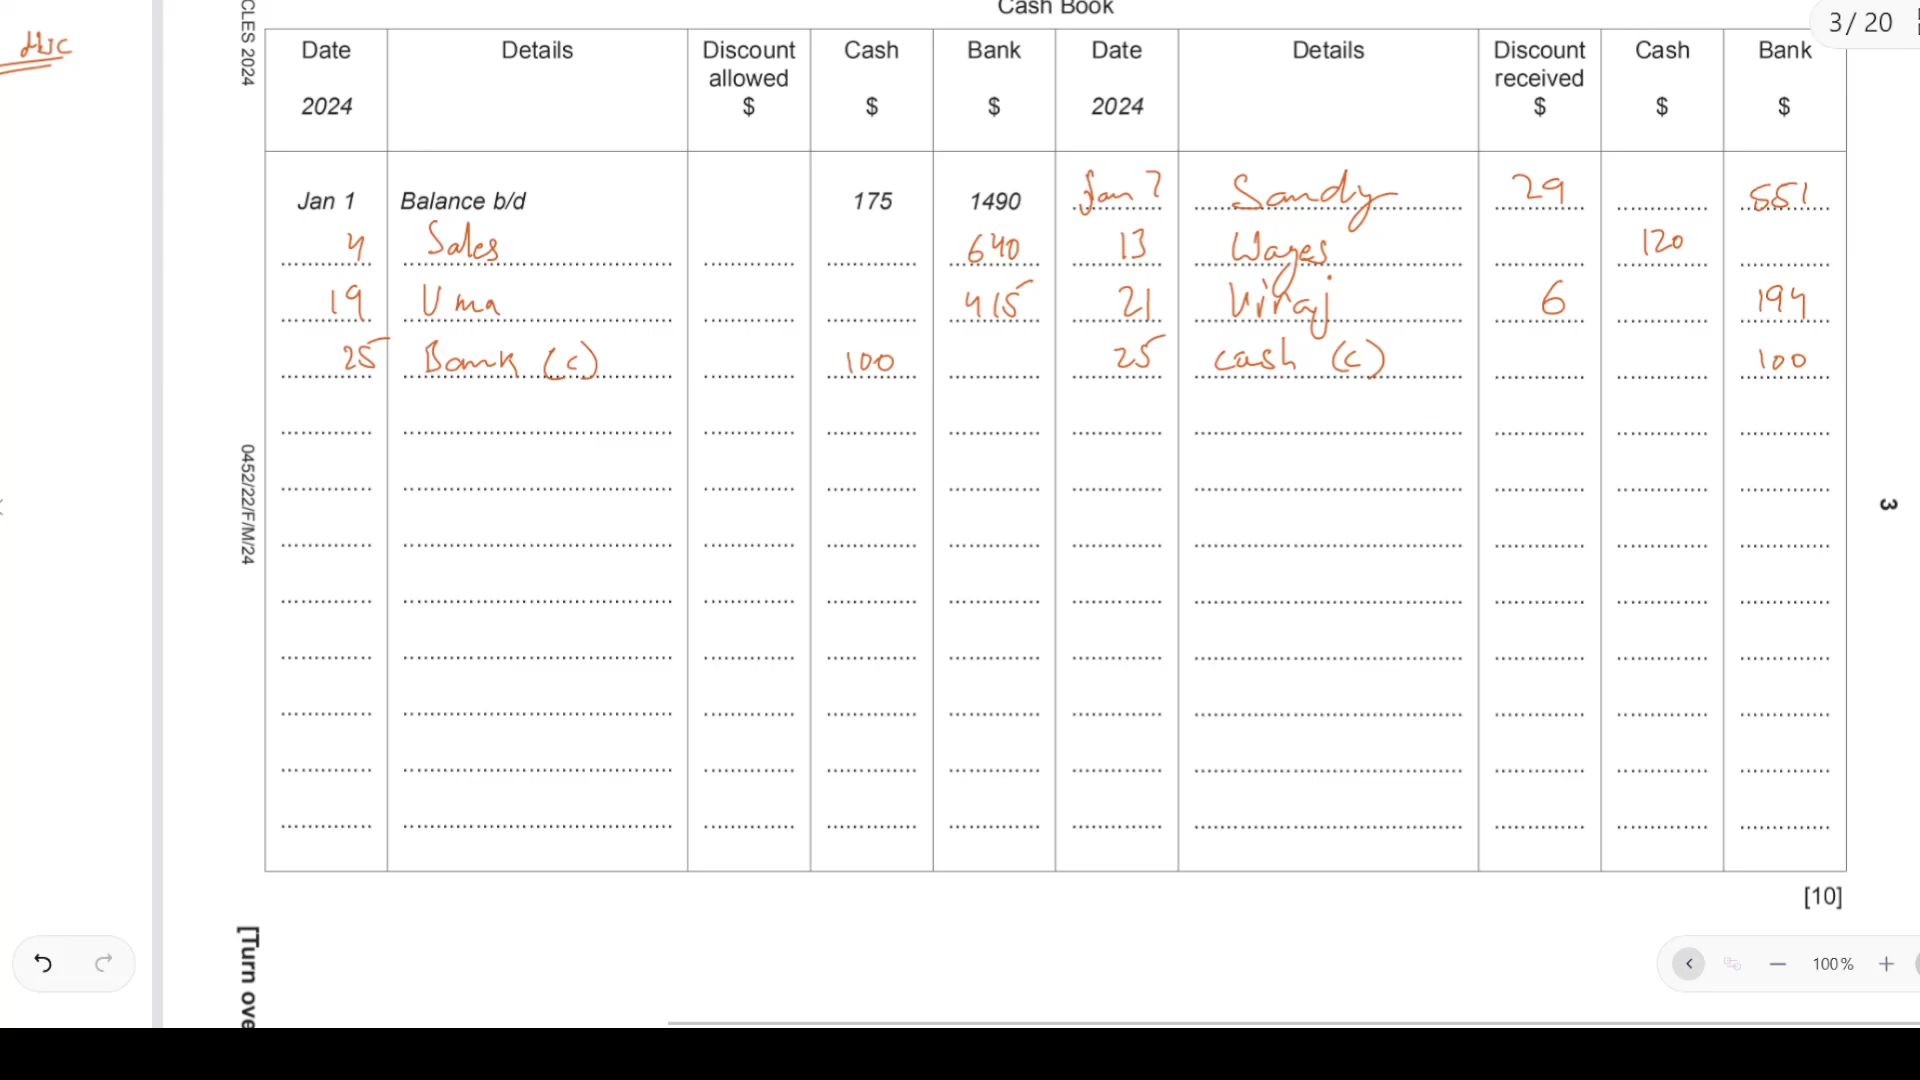 Cash Book
3/ 20
CLES 2024
Date Details Discount Cash Bank Date Details Discount Cash Bank
allowed received
2024 $ $ $ 2024 $ $ $
Jan 1 Balance b/d 175 1490 Jan 7 Sandy 29 551
4 Sales 640 13 Wages 120
19 Uma 415 21 Viraj 6 194
25 Bank (c) 100 25 cash (c) 100
0452/22/F/M/24
3
[10]
[Turn ove
100%